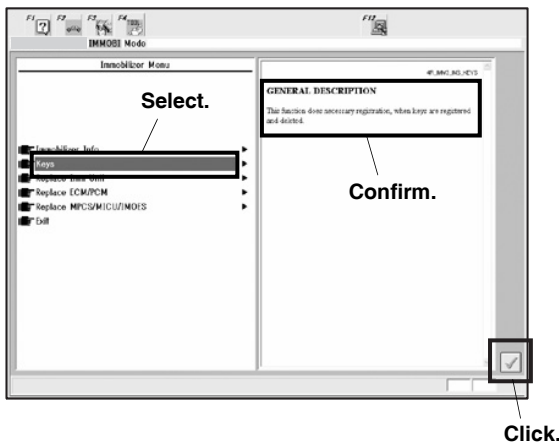 F1 F2 F3 F4 F12
IMMOBI Mode
Immobilizer Menu
GENERAL DESCRIPTION
This function does necessary registration, when keys are registered
and deleted.
Select.
Immobilizer Info
Keys
Replace ECM/PCM
Replace MPCS/MICU/IMOES
Exit
Confirm.
Click.